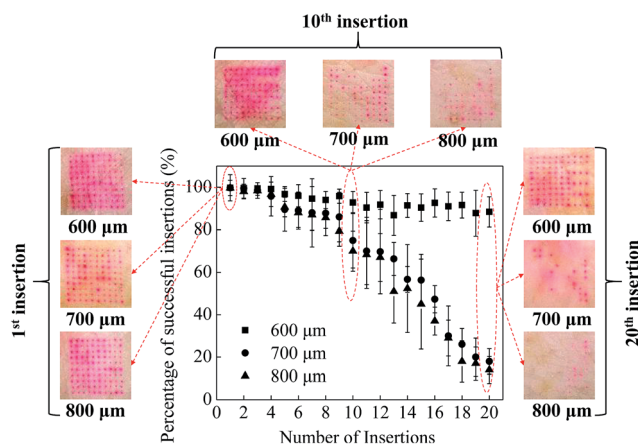 10th insertion
600 μm
700 μm
800 μm
1st insertion
600 μm
700 μm
800 μm
Percentage of successful insertions (%)
100
80
60
40
20
0
600 μm
700 μm
800 μm
0 2 4 6 8 10 12 14 16 18 20
Number of Insertions
20th insertion
600 μm
700 μm
800 μm